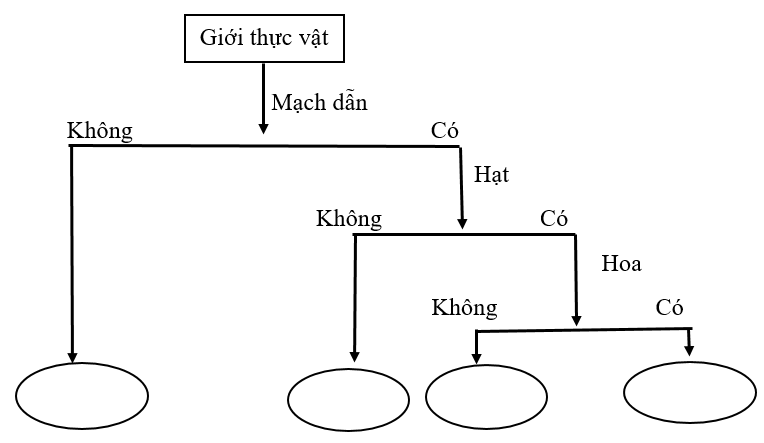 Giới thực vật
Mạch dẫn
Không
Có
Hạt
Không
Có
Hoa
Không
Có